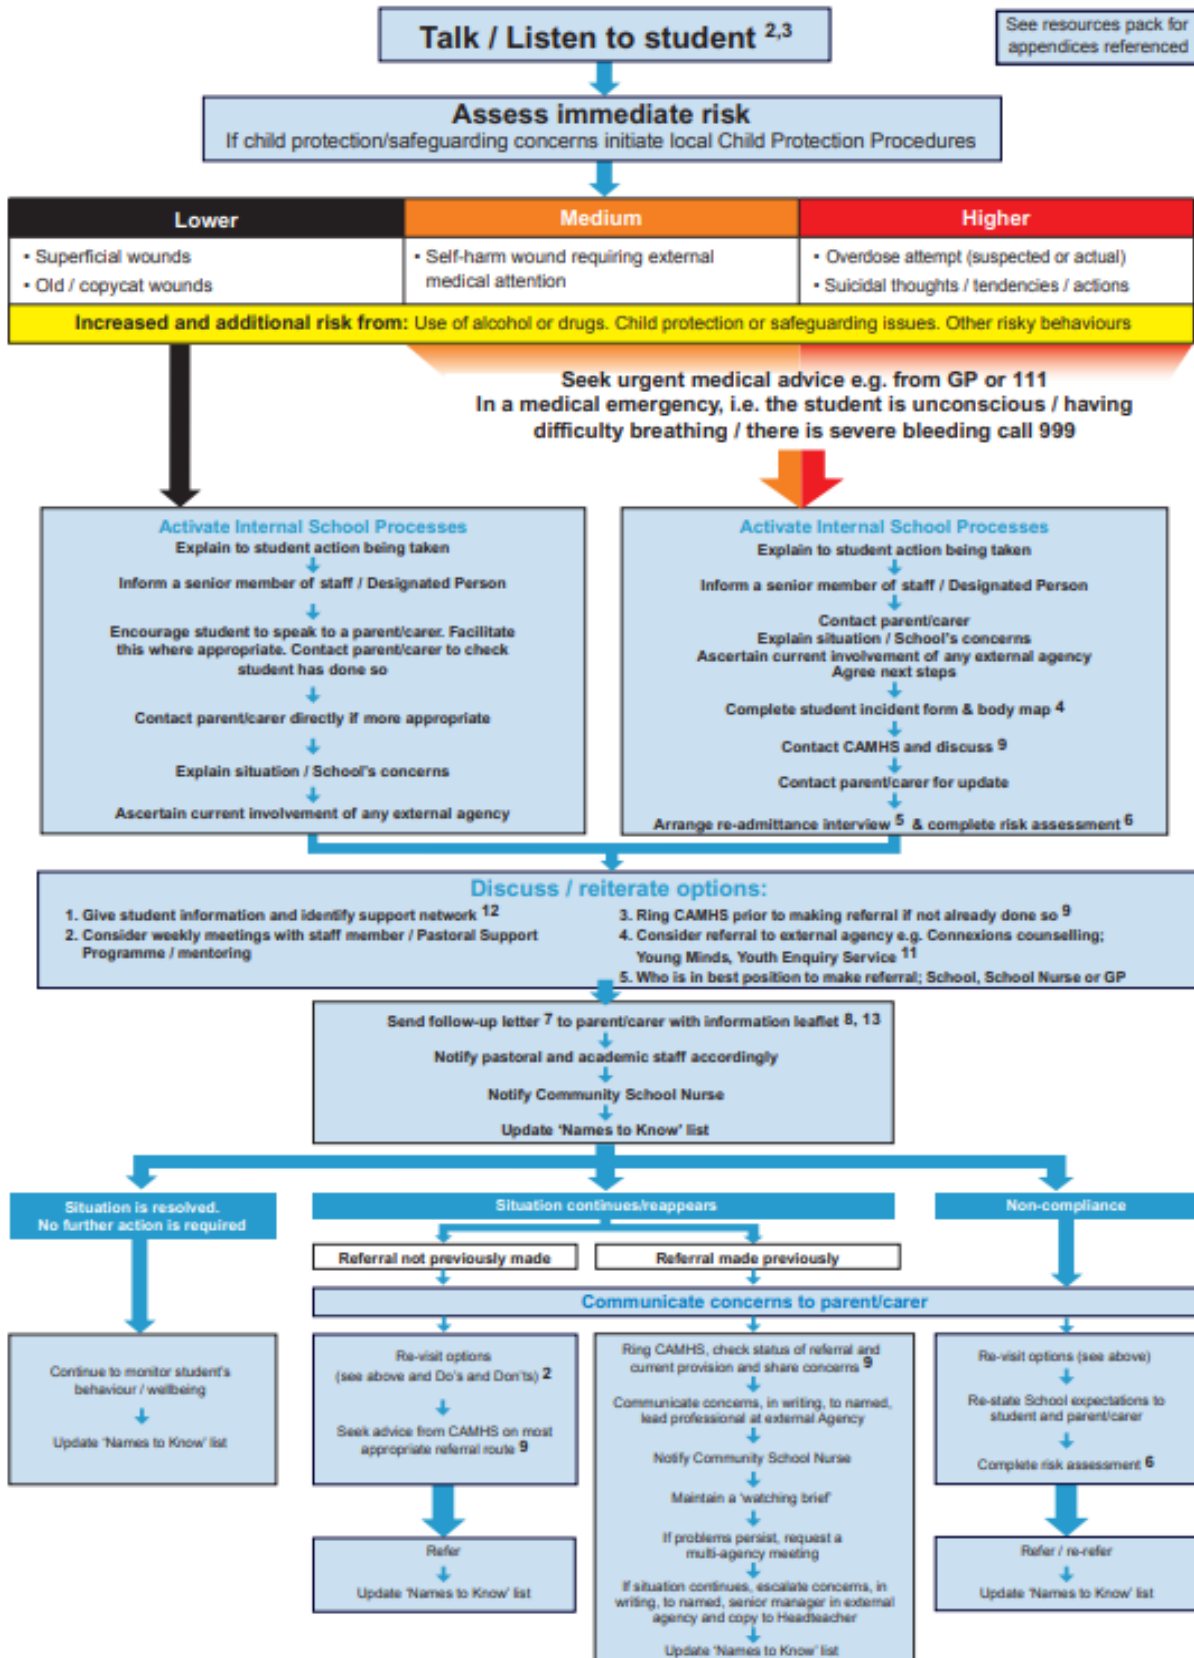 Talk / Listen to student 2,3
See resources pack for
appendices referenced
Assess immediate risk
If child protection/safeguarding concerns initiate local Child Protection Procedures
Lower
Medium
Higher
▪ Superficial wounds
▪ Old / copycat wounds
▪ Self-harm wound requiring external
medical attention
▪ Overdose attempt (suspected or actual)
▪ Suicidal thoughts / tendencies / actions
Increased and additional risk from: Use of alcohol or drugs. Child protection or safeguarding issues. Other risky behaviours
Seek urgent medical advice e.g. from GP or 111
In a medical emergency, i.e. the student is unconscious / having
difficulty breathing / there is severe bleeding call 999
Activate Internal School Processes
Explain to student action being taken
Inform a senior member of staff / Designated Person
Encourage student to speak to a parent/carer. Facilitate
this where appropriate. Contact parent/carer to check
student has done so
Contact parent/carer directly if more appropriate
Explain situation / School's concerns
Ascertain current involvement of any external agency
Activate Internal School Processes
Explain to student action being taken
Inform a senior member of staff / Designated Person
Contact parent/carer
Explain situation / School's concerns
Ascertain current involvement of any external agency
Agree next steps
Complete student incident form & body map 4
Contact CAMHS and discuss 9
Contact parent/carer for update
Arrange re-admittance interview 5 & complete risk assessment 6
Discuss / reiterate options:
1. Give student information and identify support network 12
2. Consider weekly meetings with staff member / Pastoral Support
Programme / mentoring
3. Ring CAMHS prior to making referral if not already done so 9
4. Consider referral to external agency e.g. Connexions counselling;
Young Minds, Youth Enquiry Service 11
5. Who is in best position to make referral; School, School Nurse or GP
Send follow-up letter 7 to parent/carer with information leaflet 8, 13
Notify pastoral and academic staff accordingly
Notify Community School Nurse
Update 'Names to Know' list
Situation is resolved.
No further action is required
Situation continues/reappears
Non-compliance
Referral not previously made
Referral made previously
Communicate concerns to parent/carer
Continue to monitor student's
behaviour / wellbeing
Update 'Names to Know' list
Re-visit options
(see above and Do's and Don'ts) 2
Seek advice from CAMHS on most
appropriate referral route 9
Refer
Update 'Names to Know' list
Ring CAMHS, check status of referral and
current provision and share concerns 9
Communicate concerns, in writing, to named,
lead professional at external Agency
Notify Community School Nurse
Maintain a 'watching brief'
If problems persist, request a
multi-agency meeting
If situation continues, escalate concerns, in
writing, to named, senior manager in external
agency and copy to Headteacher
Update 'Names to Know' list
Re-visit options (see above)
Re-state School expectations to
student and parent/carer
Complete risk assessment 6
Refer / re-refer
Update 'Names to Know' list